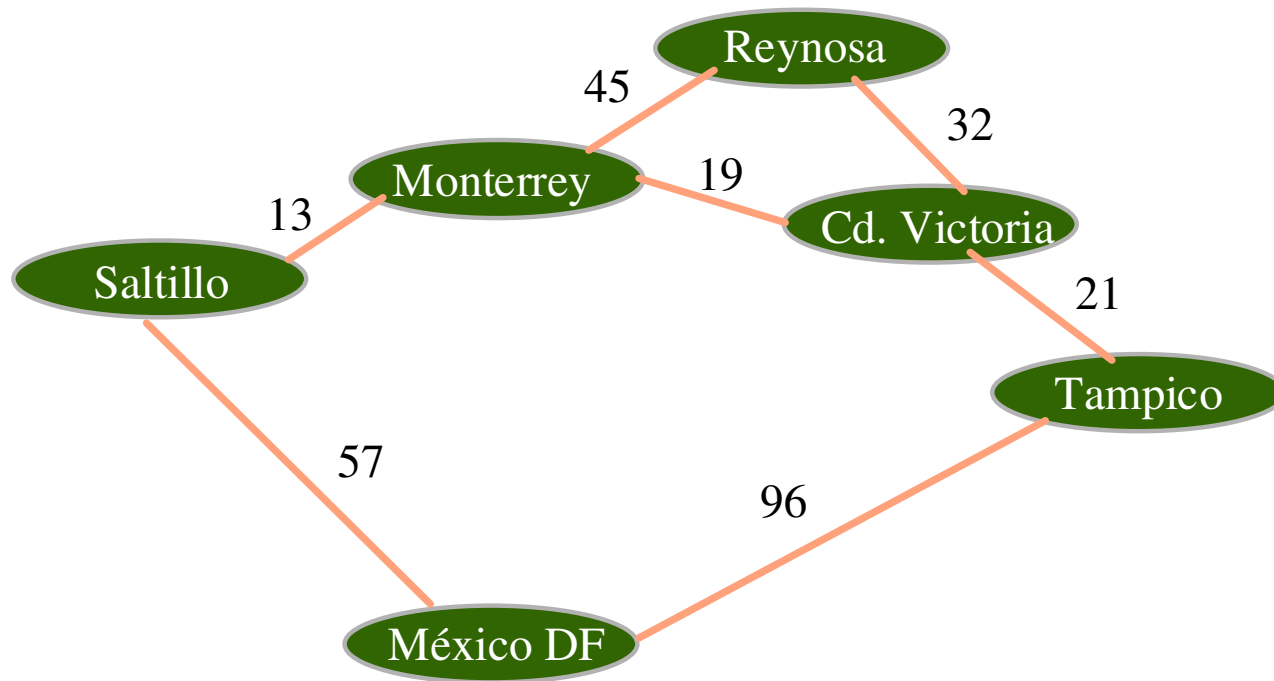 Reynosa
45
32
Monterrey
19
13
Cd. Victoria
Saltillo
21
Tampico
57
96
México DF